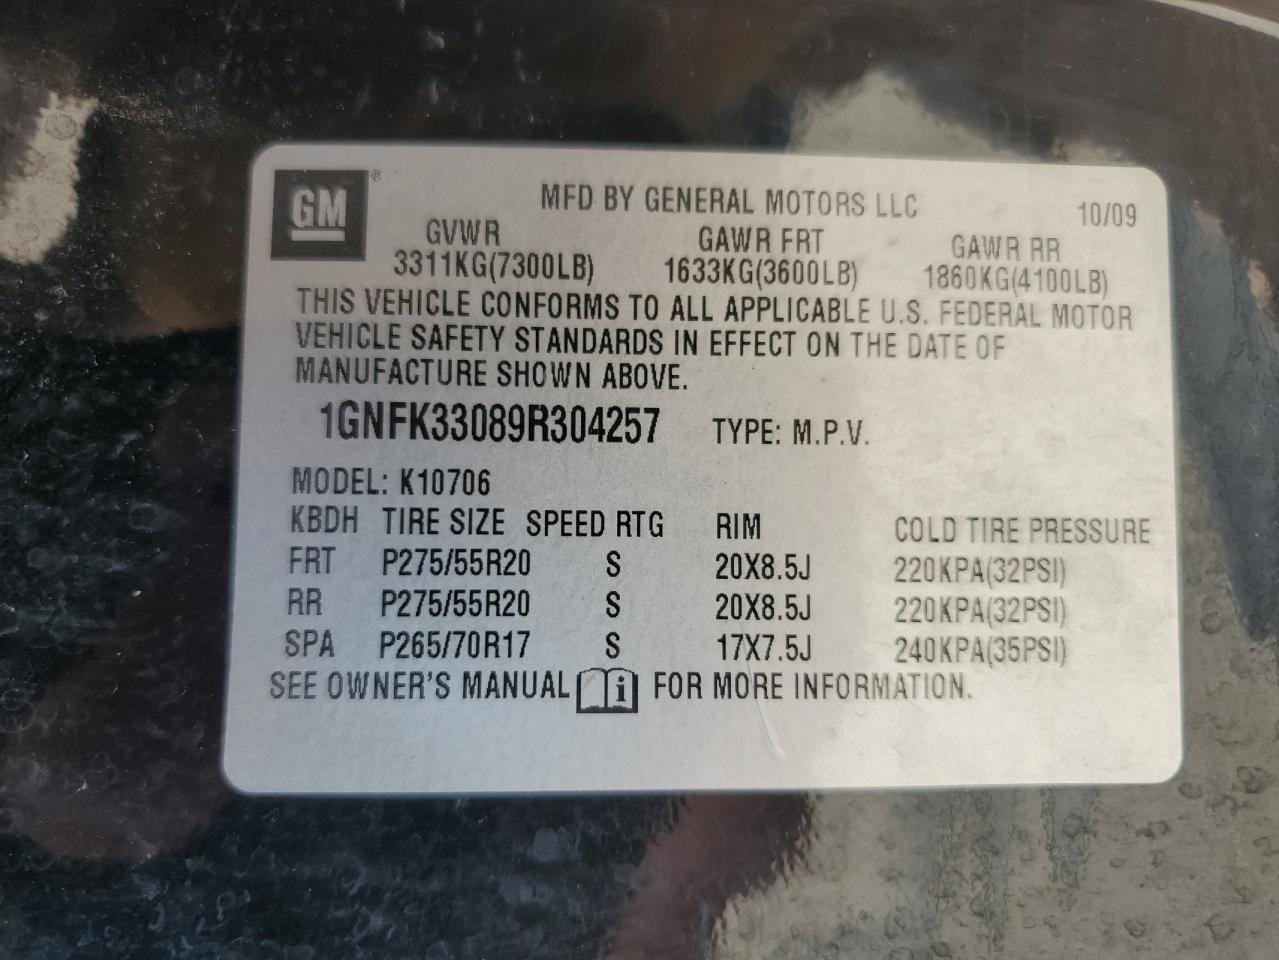 GM ® MFD BY GENERAL MOTORS LLC 10/09
GVWR GAWR FRT GAWR RR
3311KG(7300LB) 1633KG(3600LB) 1860KG(4100LB)
THIS VEHICLE CONFORMS TO ALL APPLICABLE U.S. FEDERAL MOTOR
VEHICLE SAFETY STANDARDS IN EFFECT ON THE DATE OF
MANUFACTURE SHOWN ABOVE.
1GNFK33089R304257 TYPE: M.P.V.
MODEL: K10706
KBDH TIRE SIZE SPEED RTG RIM COLD TIRE PRESSURE
FRT P275/55R20 S 20X8.5J 220KPA(32PSI)
RR P275/55R20 S 20X8.5J 220KPA(32PSI)
SPA P265/70R17 S 17X7.5J 240KPA(35PSI)
SEE OWNER'S MANUAL i FOR MORE INFORMATION.